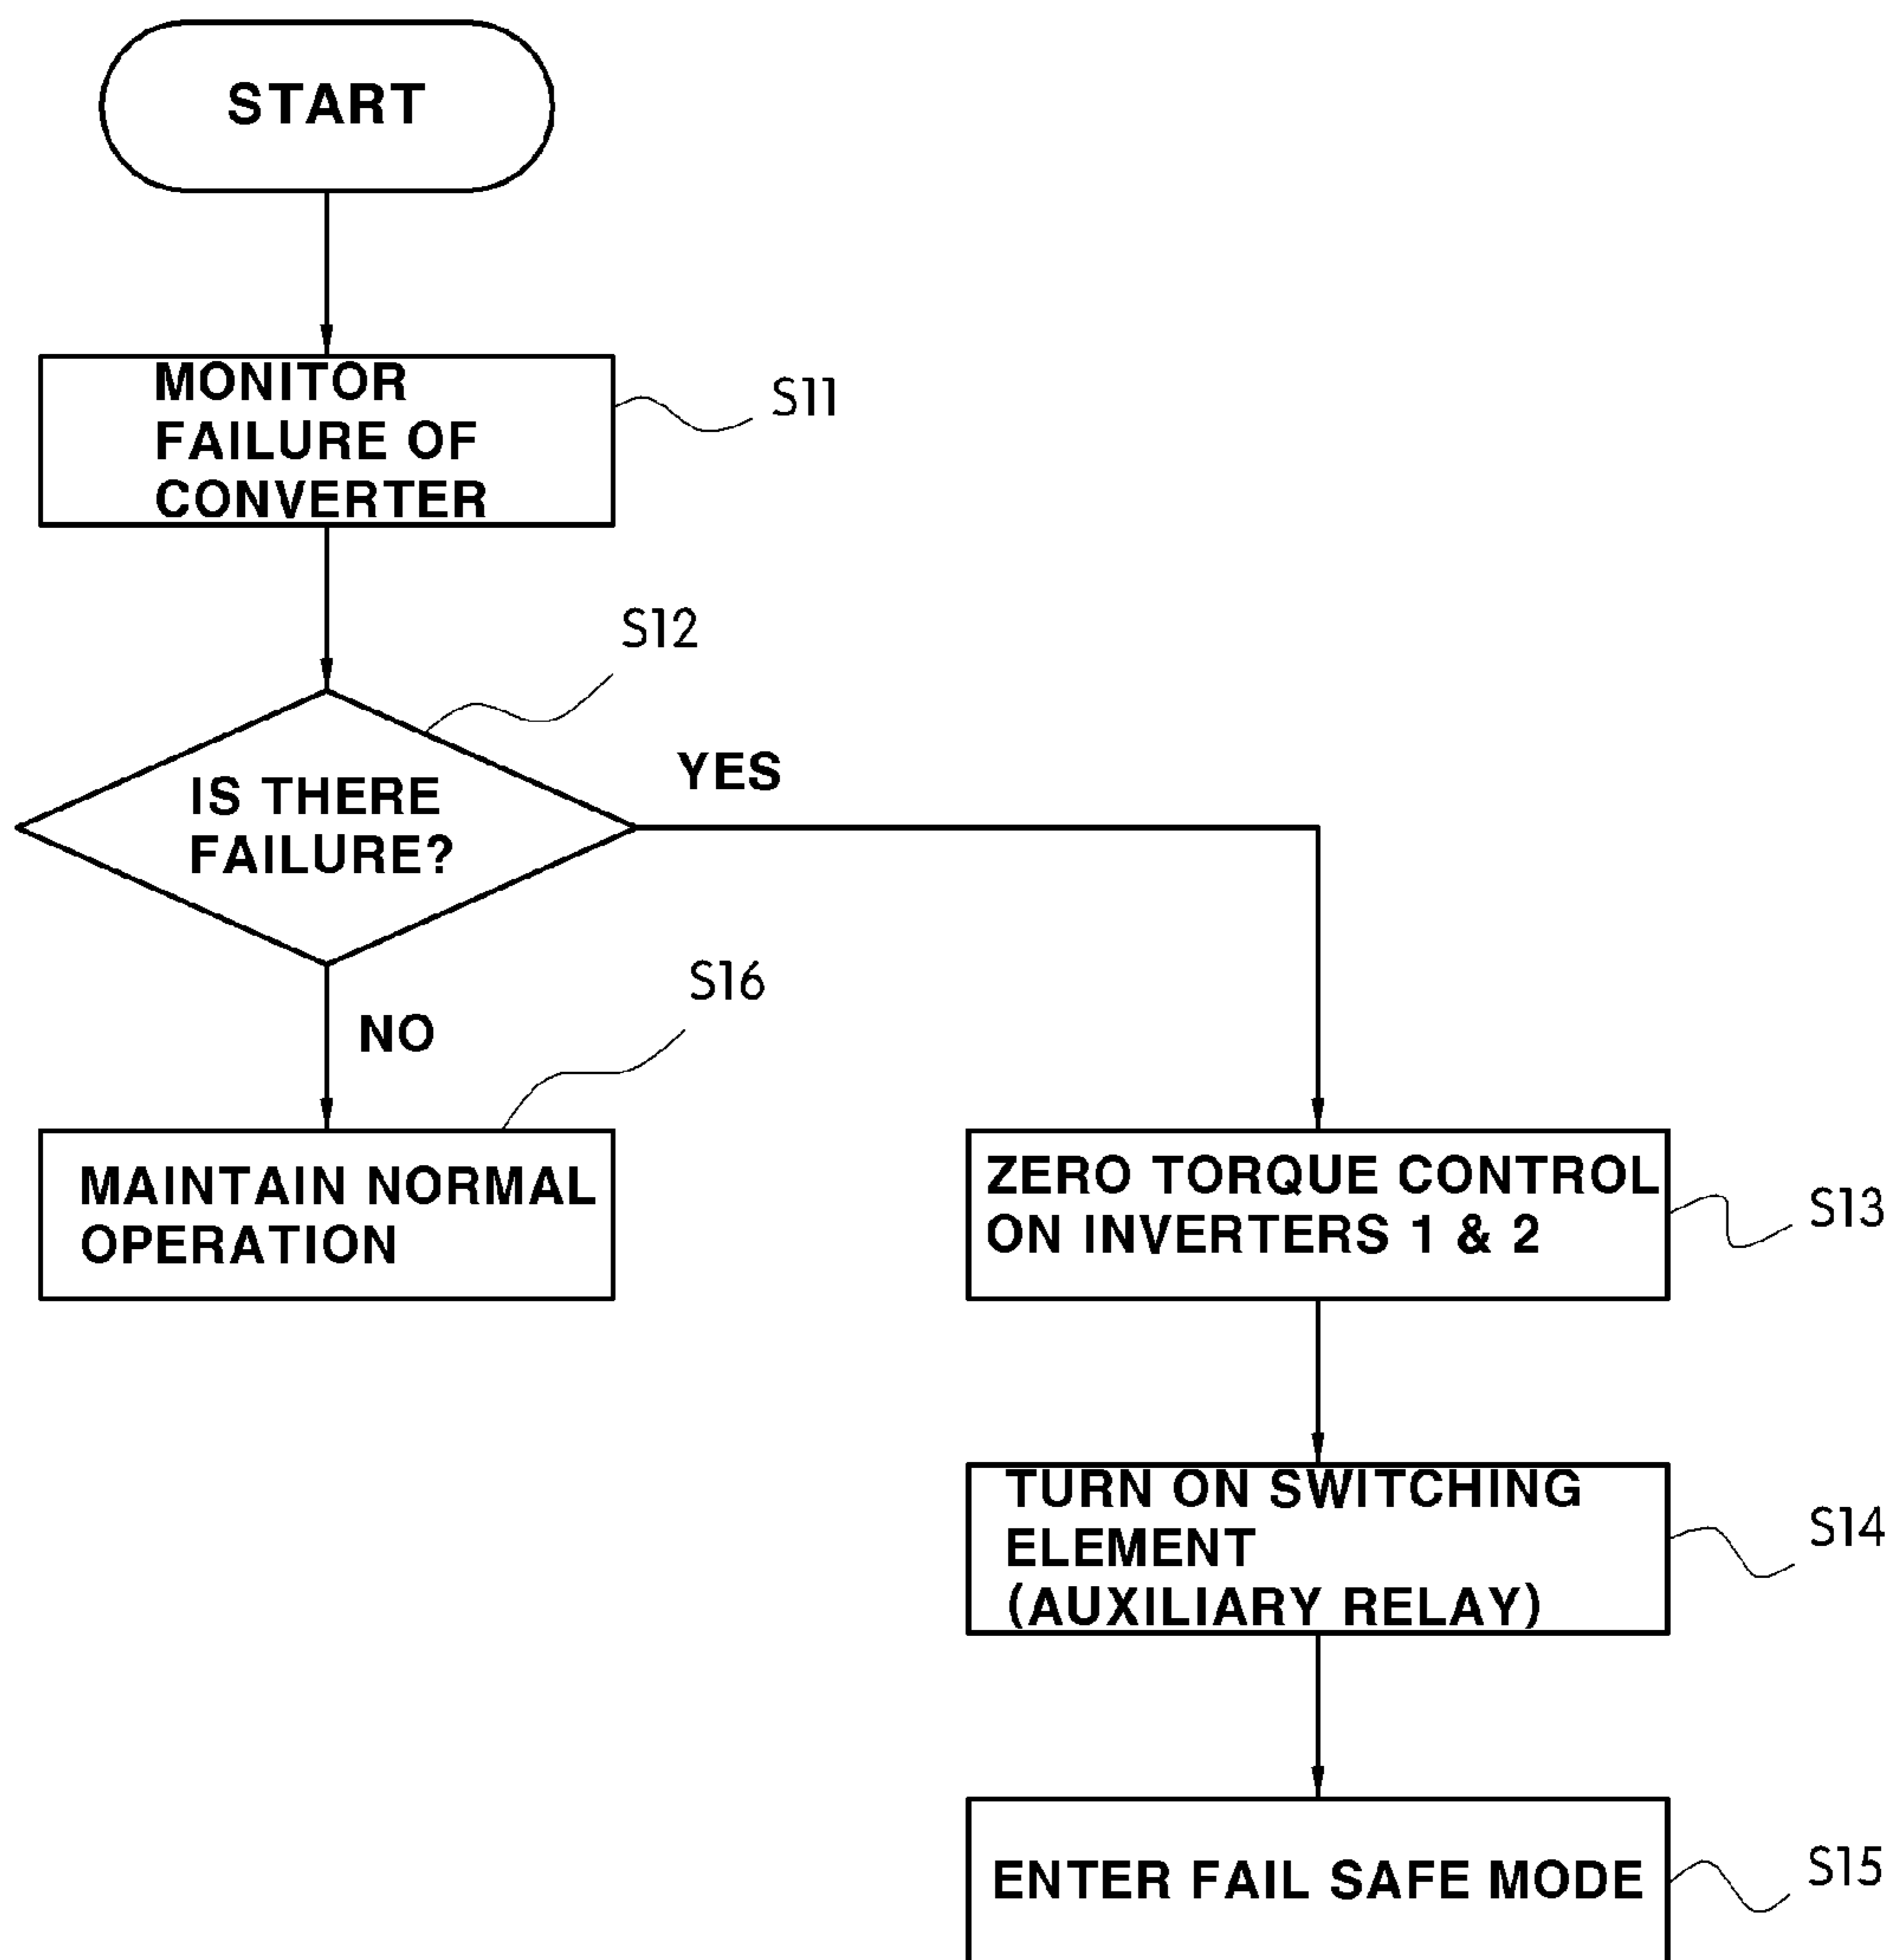 START
MONITOR
FAILURE OF
CONVERTER
S11
S12
IS THERE
FAILURE?
YES
NO
S16
MAINTAIN NORMAL
OPERATION
ZERO TORQUE CONTROL
ON INVERTERS 1 & 2
S13
TURN ON SWITCHING
ELEMENT
(AUXILIARY RELAY)
S14
ENTER FAIL SAFE MODE
S15